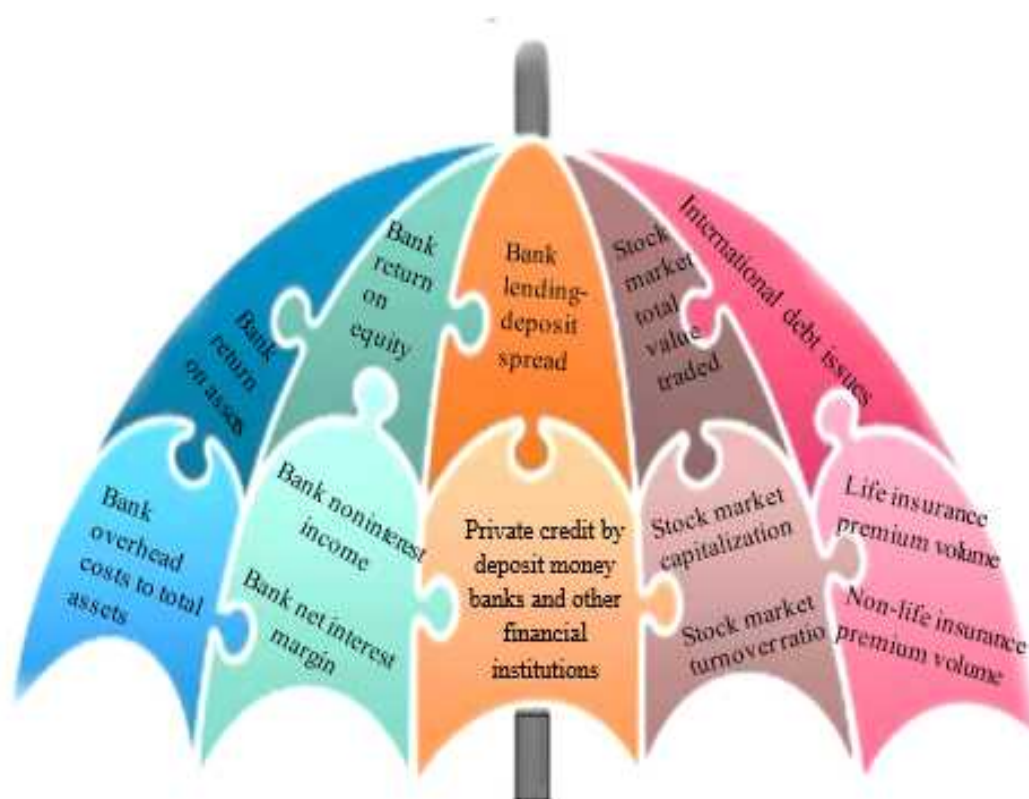 Bank
return
on assets
Bank
return
on
equity
Bank
lending-
deposit
spread
Stock
market
total
value
traded
International debt issues
Bank
overhead
costs to total
assets
Bank noninterest
income
Bank net interest
margin
Private credit by
deposit money
banks and other
financial
institutions
Stock market
capitalization
Stock market
turnover ratio
Life insurance
premium volume
Non-life insurance
premium volume